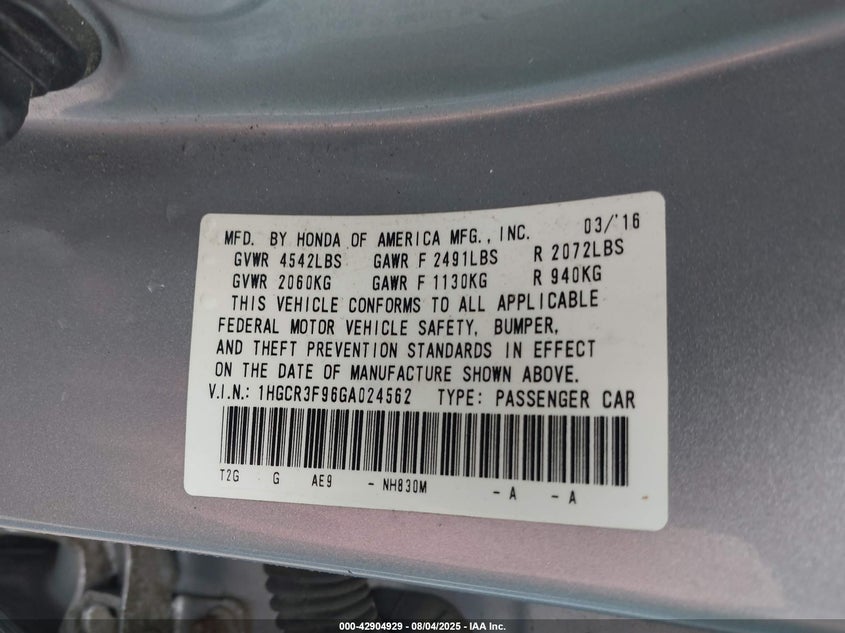 MFD. BY HONDA OF AMERICA MFG., INC. 03/'16
GVWR 4542LBS GAWR F 2491LBS R 2072LBS
GVWR 2060KG GAWR F 1130KG R 940KG
THIS VEHICLE CONFORMS TO ALL APPLICABLE
FEDERAL MOTOR VEHICLE SAFETY, BUMPER,
AND THEFT PREVENTION STANDARDS IN EFFECT
ON THE DATE OF MANUFACTURE SHOWN ABOVE.
V.I.N.: 1HGCR3F96GA024562 TYPE: PASSENGER CAR
T2G G AE9 - NH830M - A - A
000-42904929 - 08/04/2025 - IAA Inc.